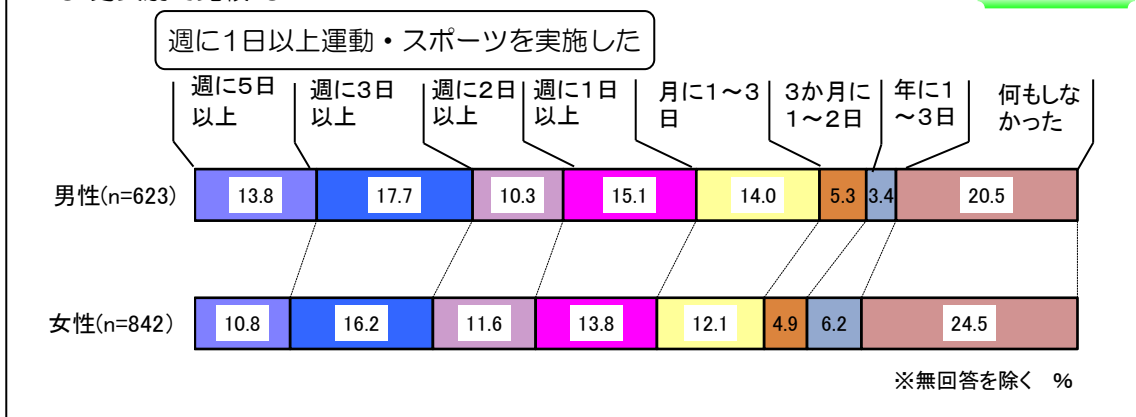 週に1日以上運動・スポーツを実施した
週に5日
以上
週に3日
以上
週に2日
以上
週に1日
以上
月に1～3
日
3か月に
1～2日
年に1
～3日
何もしな
かった
男性(n=623)
13.8
17.7
10.3
15.1
14.0
5.3
3.4
20.5
女性(n=842)
10.8
16.2
11.6
13.8
12.1
4.9
6.2
24.5
※無回答を除く %